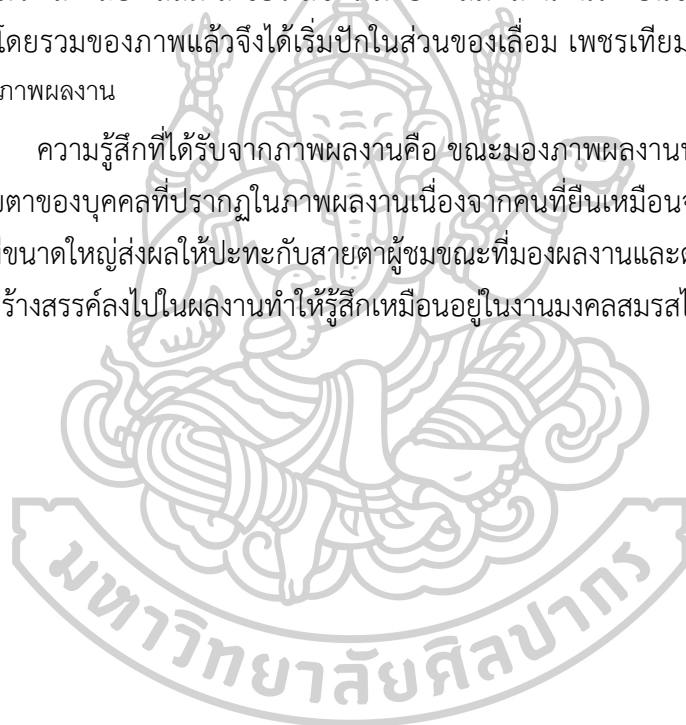 โดยรวมของภาพแล้วจึงได้เริ่มปักในส่วนของเลื่อม เพชรเทียม
ภาพผลงาน
ความรู้สึกที่ได้รับจากภาพผลงานคือ ขณะมองภาพผลงาน
ตาของบุคคลที่ปรากฏในภาพผลงานเนื่องจากคนที่ยืนเหมือน
ขนาดใหญ่ส่งผลให้ปะทะกับสายตาผู้ชมขณะที่มองผลงานและ
ร้างสรรค์ลงไปในผลงานทำให้รู้สึกเหมือนอยู่ในงานมงคลสมรส
มหาวิทยาลัยศิลปากร